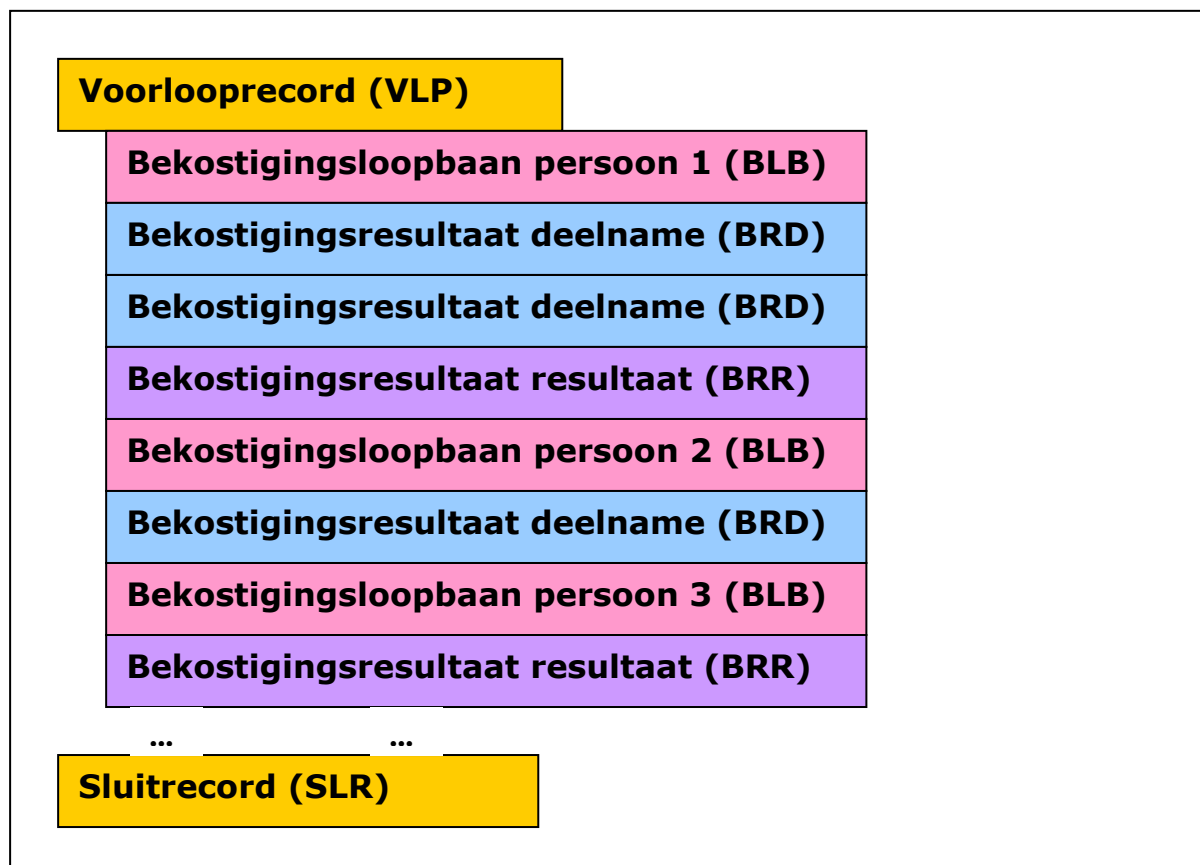 Voorlooprecord (VLP)
Bekostigingsloopbaan persoon 1 (BLB)
Bekostigingsresultaat deelname (BRD)
Bekostigingsresultaat deelname (BRD)
Bekostigingsresultaat resultaat (BRR)
Bekostigingsloopbaan persoon 2 (BLB)
Bekostigingsresultaat deelname (BRD)
Bekostigingsloopbaan persoon 3 (BLB)
Bekostigingsresultaat resultaat (BRR)
... ...
Sluitrecord (SLR)